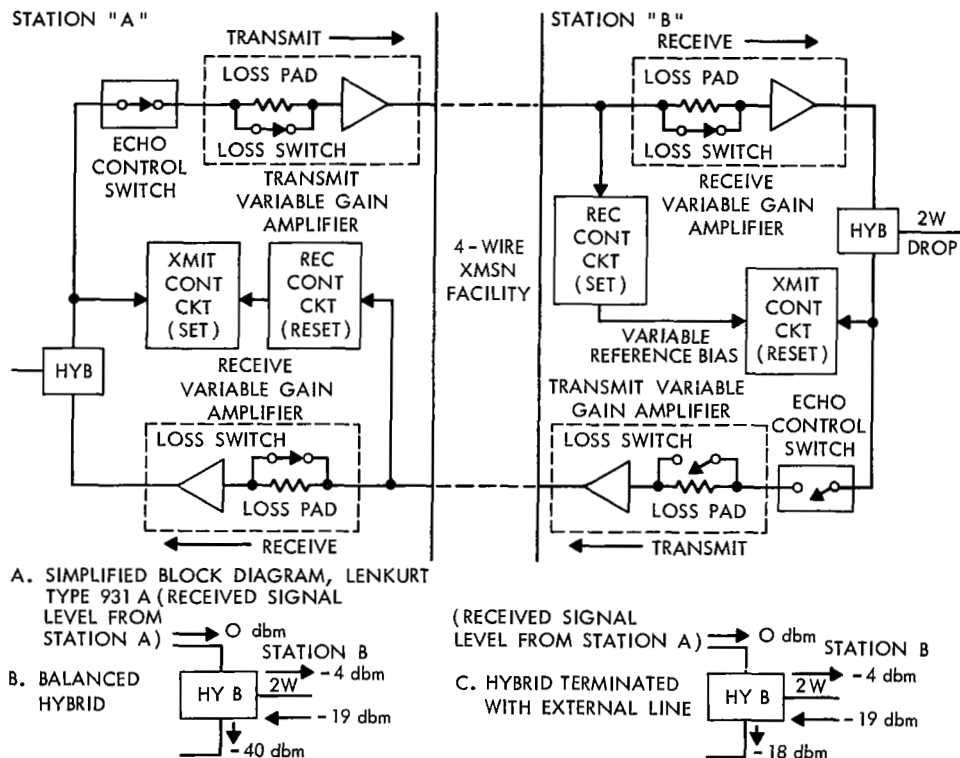 STATION "A"
TRANSMIT
LOSS PAD
LOSS SWITCH
ECHO
CONTROL
SWITCH
TRANSMIT
VARIABLE GAIN
AMPLIFIER
XMIT
CONT
CKT
(SET)
REC
CONT
CKT
(RESET)
HYB
RECEIVE
VARIABLE GAIN
AMPLIFIER
LOSS SWITCH
LOSS PAD
RECEIVE
4-WIRE
XMSN
FACILITY
STATION "B"
RECEIVE
LOSS PAD
LOSS SWITCH
RECEIVE
VARIABLE GAIN
AMPLIFIER
REC
CONT
CKT
(SET)
HYB
2W
DROP
XMIT
CONT
CKT
(RESET)
VARIABLE
REFERENCE BIAS
TRANSMIT VARIABLE
GAIN AMPLIFIER
ECHO
CONTROL
SWITCH
LOSS SWITCH
LOSS PAD
TRANSMIT
A. SIMPLIFIED BLOCK DIAGRAM, LENKURT
TYPE 931 A (RECEIVED SIGNAL
LEVEL FROM
STATION A)
O dbm
STATION B
-4 dbm
B. BALANCED
HYBRID
HY B
2W
-19 dbm
-40 dbm
(RECEIVED SIGNAL
LEVEL FROM STATION A)
O dbm
STATION B
-4 dbm
C. HYBRID TERMINATED
WITH EXTERNAL LINE
HY B
2W
-19 dbm
-18 dbm